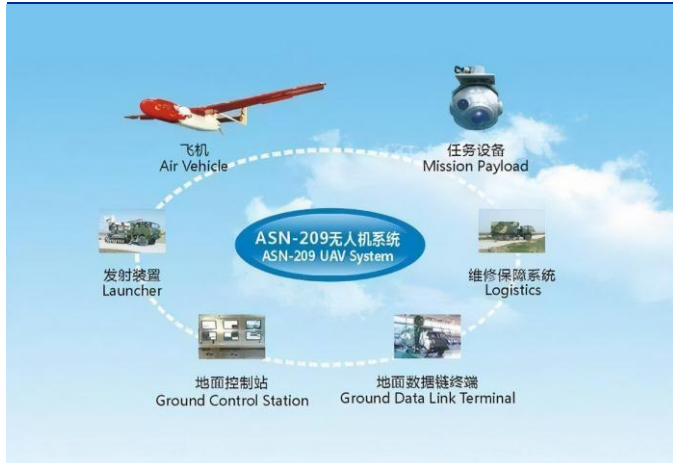 飞机
Air Vehicle
任务设备
Mission Payload
ASN-209无人机系统
ASN-209 UAV System
发射装置
Launcher
维修保障系统
Logistics
地面控制站
Ground Control Station
地面数据链终端
Ground Data Link Terminal